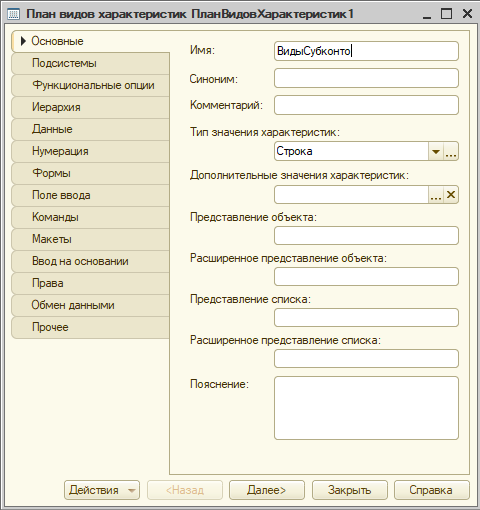 План видов характеристик ПланВидовХарактеристик1
Основные
Подсистемы
Функциональные опции
Иерархия
Данные
Нумерация
Формы
Поле ввода
Команды
Макеты
Ввод на основании
Права
Обмен данными
Прочее
Имя: ВидыСубконто
Синоним:
Комментарий:
Тип значения характеристик:
Строка ...
Дополнительные значения характеристик:
...
Представление объекта:
Расширенное представление объекта:
Представление списка:
Расширенное представление списка:
Пояснение:
Действия <Назад Далее> Закрыть Справка